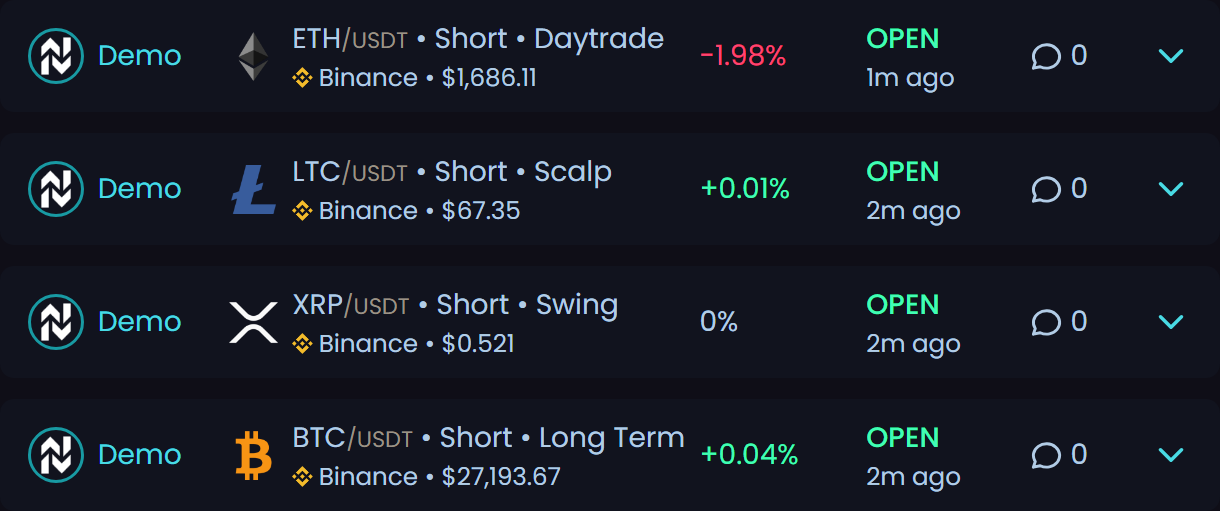 Demo ETH/USDT • Short • Daytrade -1.98% OPEN 0
Binance • $1,686.11 1m ago
Demo LTC/USDT • Short • Scalp +0.01% OPEN 0
Binance • $67.35 2m ago
Demo XRP/USDT • Short • Swing 0% OPEN 0
Binance • $0.521 2m ago
Demo BTC/USDT • Short • Long Term +0.04% OPEN 0
Binance • $27,193.67 2m ago